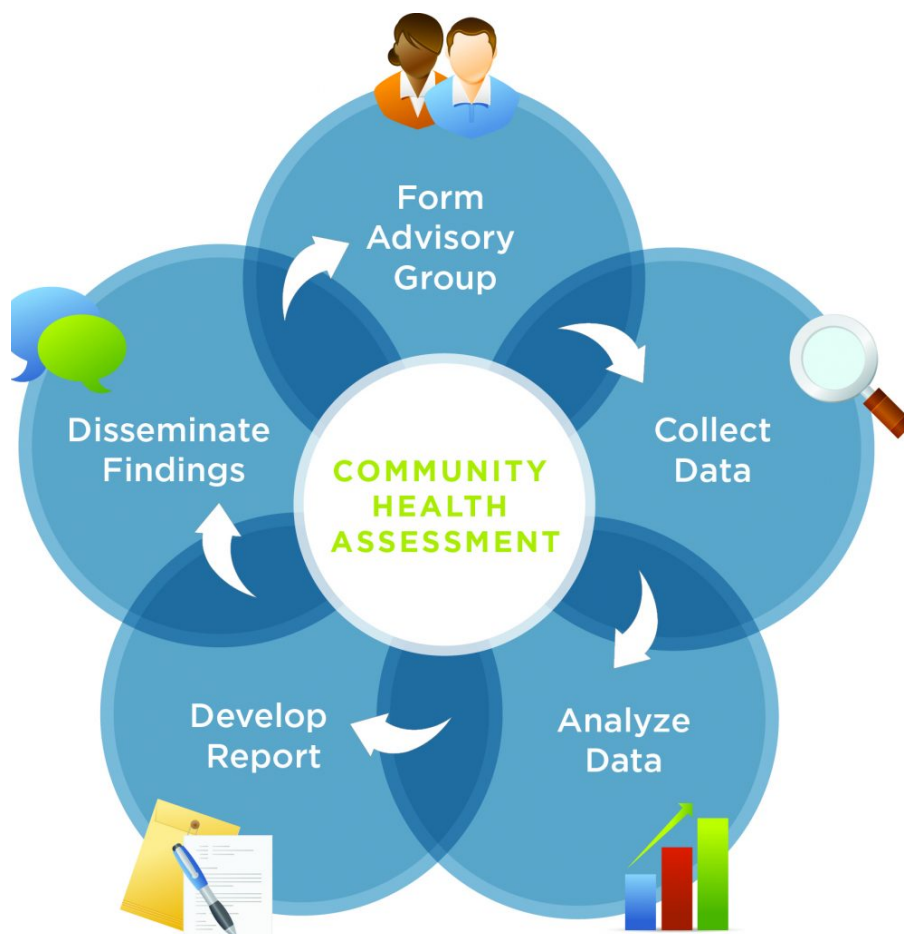 Form
Advisory
Group
Collect
Data
Analyze
Data
Develop
Report
Disseminate
Findings
COMMUNITY
HEALTH
ASSESSMENT